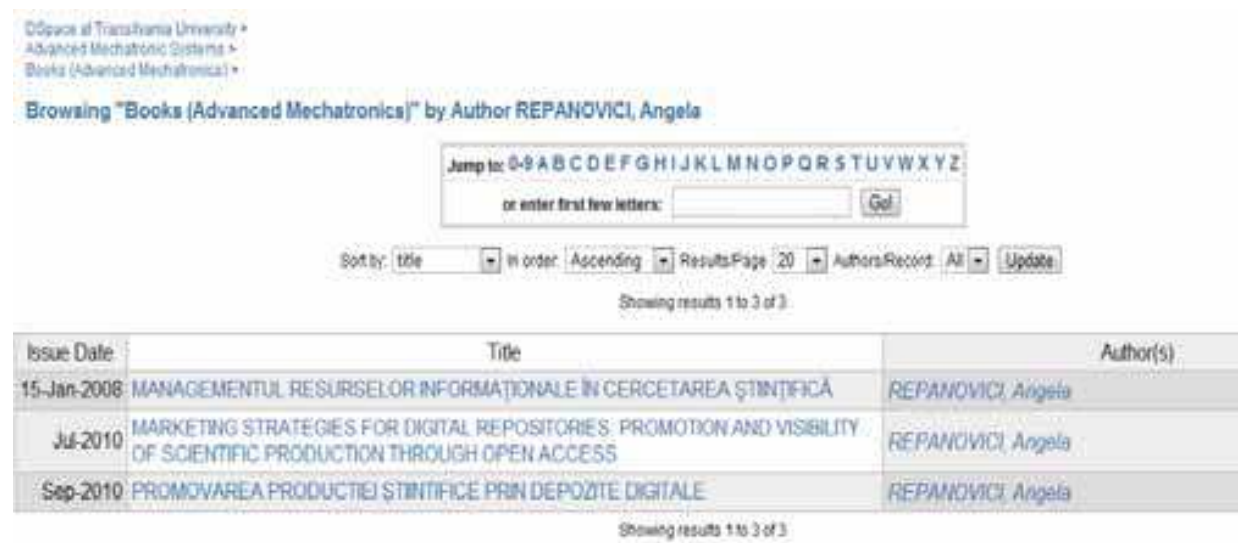 DSpace at Transilvania University >
Advanced Mechatronic Systems >
Books (Advanced Mechatronics) >
Browsing "Books (Advanced Mechatronics)" by Author REPANOVICI, Angela
Jump to: 0-9 A B C D E F G H I J K L M N O P Q R S T U V W X Y Z
or enter first few letters: Go!
Sort by: title In order: Ascending Results/Page 20 Authors/Record: All Update
Showing results 1 to 3 of 3
Issue Date Title Author(s)
15-Jan-2008 MANAGEMENTUL RESURSELOR INFORMAŢIONALE ÎN CERCETAREA ŞTIINŢIFICĂ REPANOVICI, Angela
Jul-2010 MARKETING STRATEGIES FOR DIGITAL REPOSITORIES. PROMOTION AND VISIBILITY
OF SCIENTIFIC PRODUCTION THROUGH OPEN ACCESS REPANOVICI, Angela
Sep-2010 PROMOVAREA PRODUCTIEI STIINTIFICE PRIN DEPOZITE DIGITALE REPANOVICI, Angela
Showing results 1 to 3 of 3